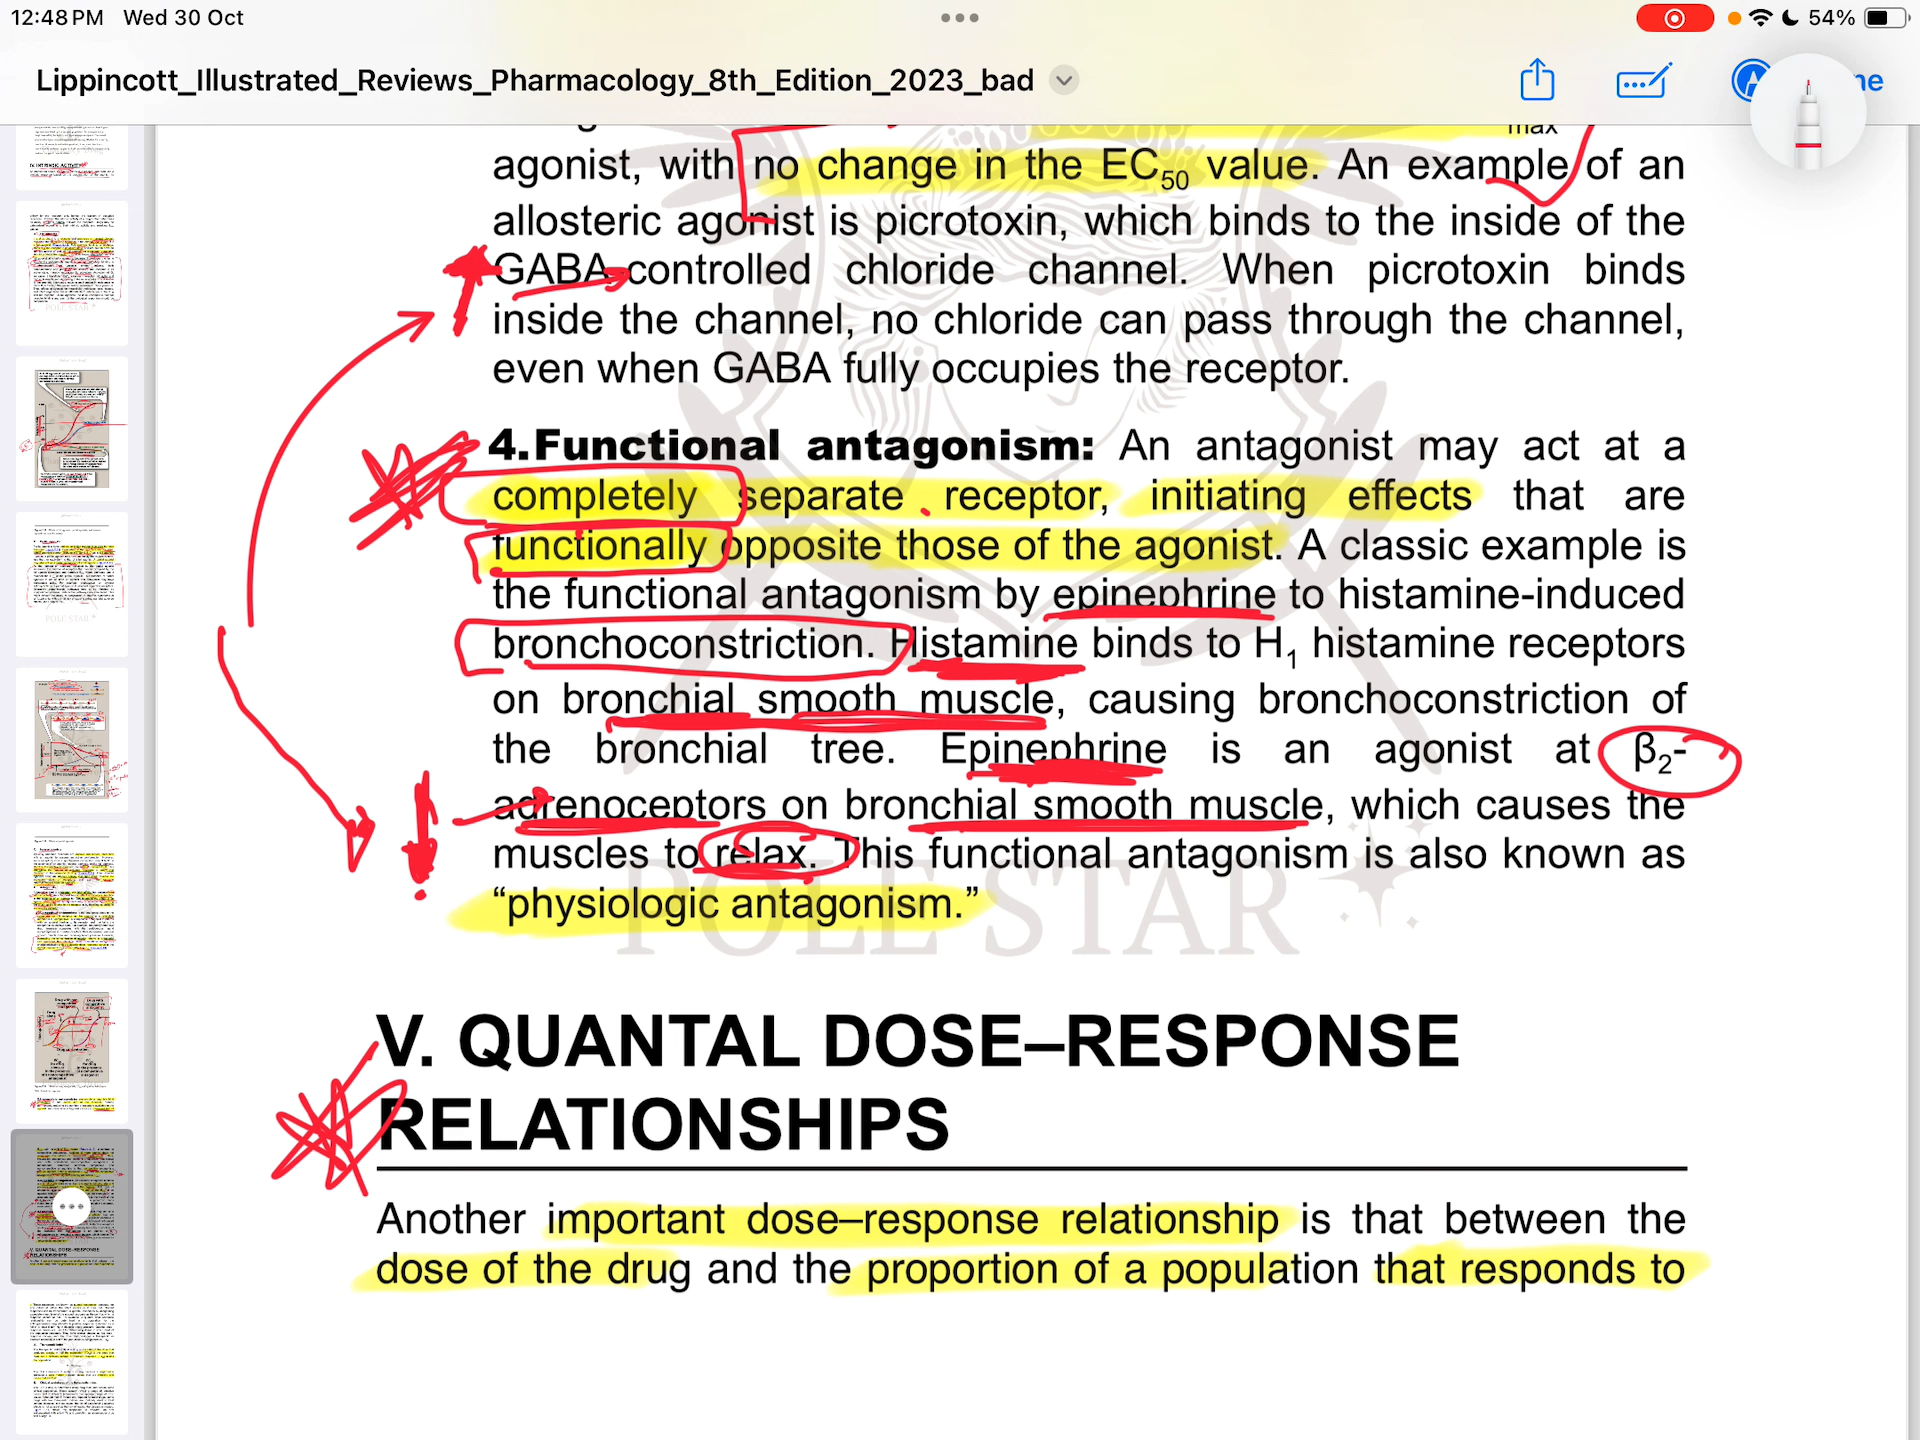 12:48 PM Wed 30 Oct
54%
Lippincott_Illustrated_Reviews_Pharmacology_8th_Edition_2023_bad
max
agonist, with no change in the EC50 value. An example of an
allosteric agonist is picrotoxin, which binds to the inside of the
GABA-controlled chloride channel. When picrotoxin binds
inside the channel, no chloride can pass through the channel,
even when GABA fully occupies the receptor.
4. Functional antagonism: An antagonist may act at a
completely separate receptor, initiating effects that are
functionally opposite those of the agonist. A classic example is
the functional antagonism by epinephrine to histamine-induced
bronchoconstriction. Histamine binds to H1 histamine receptors
on bronchial smooth muscle, causing bronchoconstriction of
the bronchial tree. Epinephrine is an agonist at β2-
adrenoceptors on bronchial smooth muscle, which causes the
muscles to relax. This functional antagonism is also known as
“physiologic antagonism.”
POLE STAR
V. QUANTAL DOSE–RESPONSE
RELATIONSHIPS
Another important dose–response relationship is that between the
dose of the drug and the proportion of a population that responds to